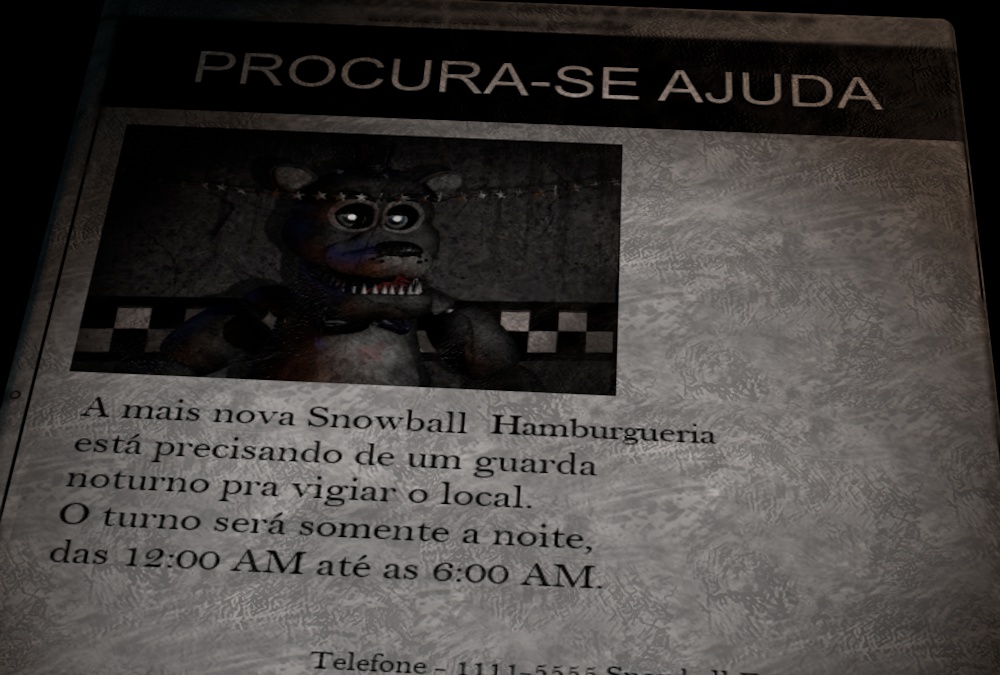 PROCURA-SE AJUDA
A mais nova Snowball Hamburgueria
está precisando de um guarda
noturno pra vigiar o local.
O turno será somente a noite,
das 12:00 AM até as 6:00 AM.
Telefone - 1111-5555 Snowball